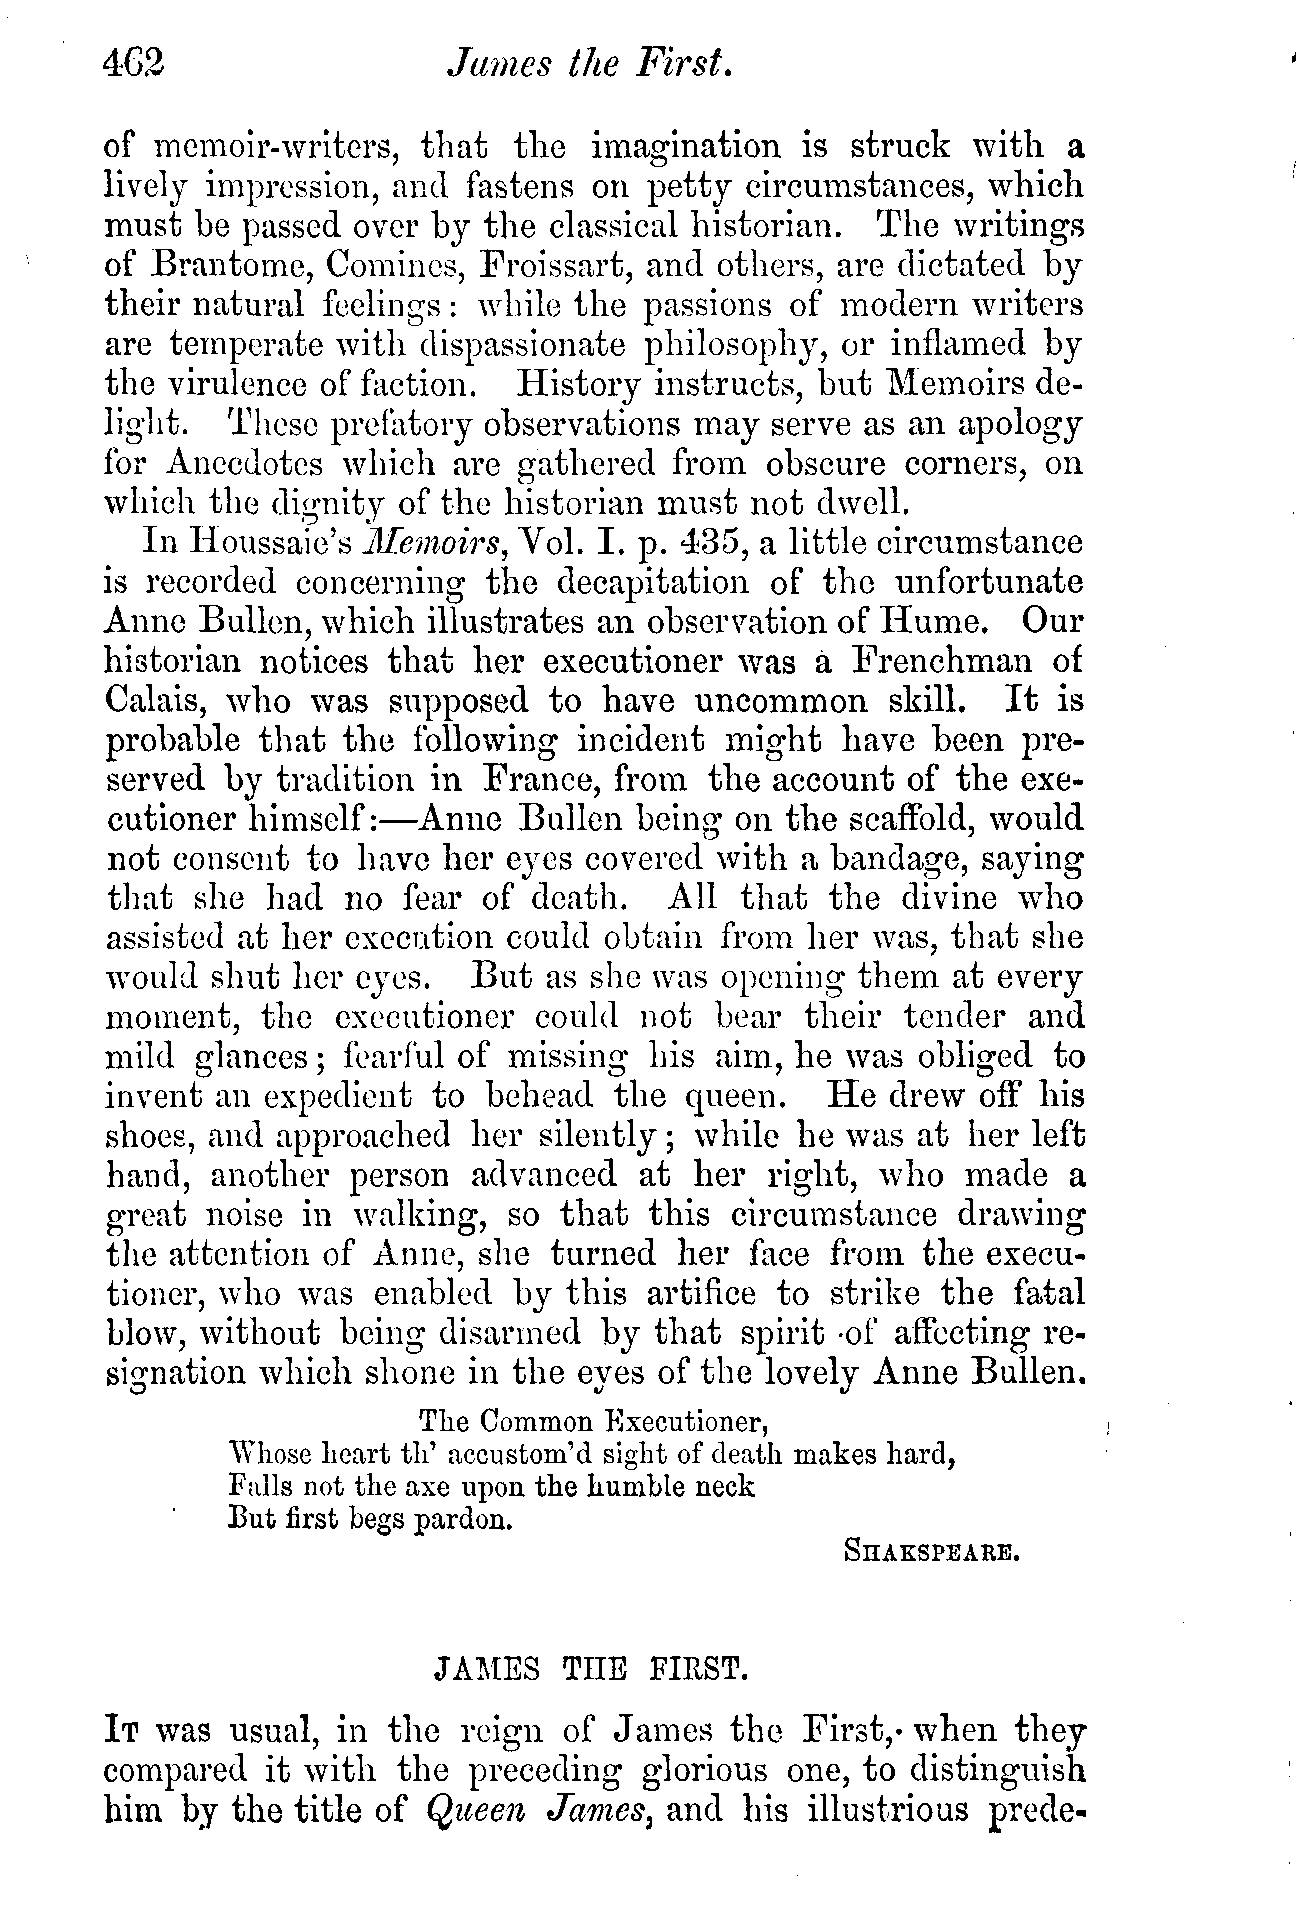 462 James the First.
of memoir-writers, that the imagination is struck with a
lively impression, and fastens on petty circumstances, which
must be passed over by the classical historian. The writings
of Brantome, Comines, Froissart, and others, are dictated by
their natural feelings: while the passions of modern writers
are temperate with dispassionate philosophy, or inflamed by
the virulence of faction. History instructs, but Memoirs de-
light. These prefatory observations may serve as an apology
for Anecdotes which are gathered from obscure corners, on
which the dignity of the historian must not dwell.
In Houssaie's Memoirs, Vol. I. p. 435, a little circumstance
is recorded concerning the decapitation of the unfortunate
Anne Bullen, which illustrates an observation of Hume. Our
historian notices that her executioner was a Frenchman of
Calais, who was supposed to have uncommon skill. It is
probable that the following incident might have been pre-
served by tradition in France, from the account of the exe-
cutioner himself:—Anne Bullen being on the scaffold, would
not consent to have her eyes covered with a bandage, saying
that she had no fear of death. All that the divine who
assisted at her execution could obtain from her was, that she
would shut her eyes. But as she was opening them at every
moment, the executioner could not bear their tender and
mild glances; fearful of missing his aim, he was obliged to
invent an expedient to behead the queen. He drew off his
shoes, and approached her silently; while he was at her left
hand, another person advanced at her right, who made a
great noise in walking, so that this circumstance drawing
the attention of Anne, she turned her face from the execu-
tioner, who was enabled by this artifice to strike the fatal
blow, without being disarmed by that spirit of affecting re-
signation which shone in the eyes of the lovely Anne Bullen.
The Common Executioner,
Whose heart th' accustom'd sight of death makes hard,
Falls not the axe upon the humble neck
But first begs pardon.
SHAKSPEARE.
JAMES THE FIRST.
IT was usual, in the reign of James the First, when they
compared it with the preceding glorious one, to distinguish
him by the title of Queen James, and his illustrious prede-